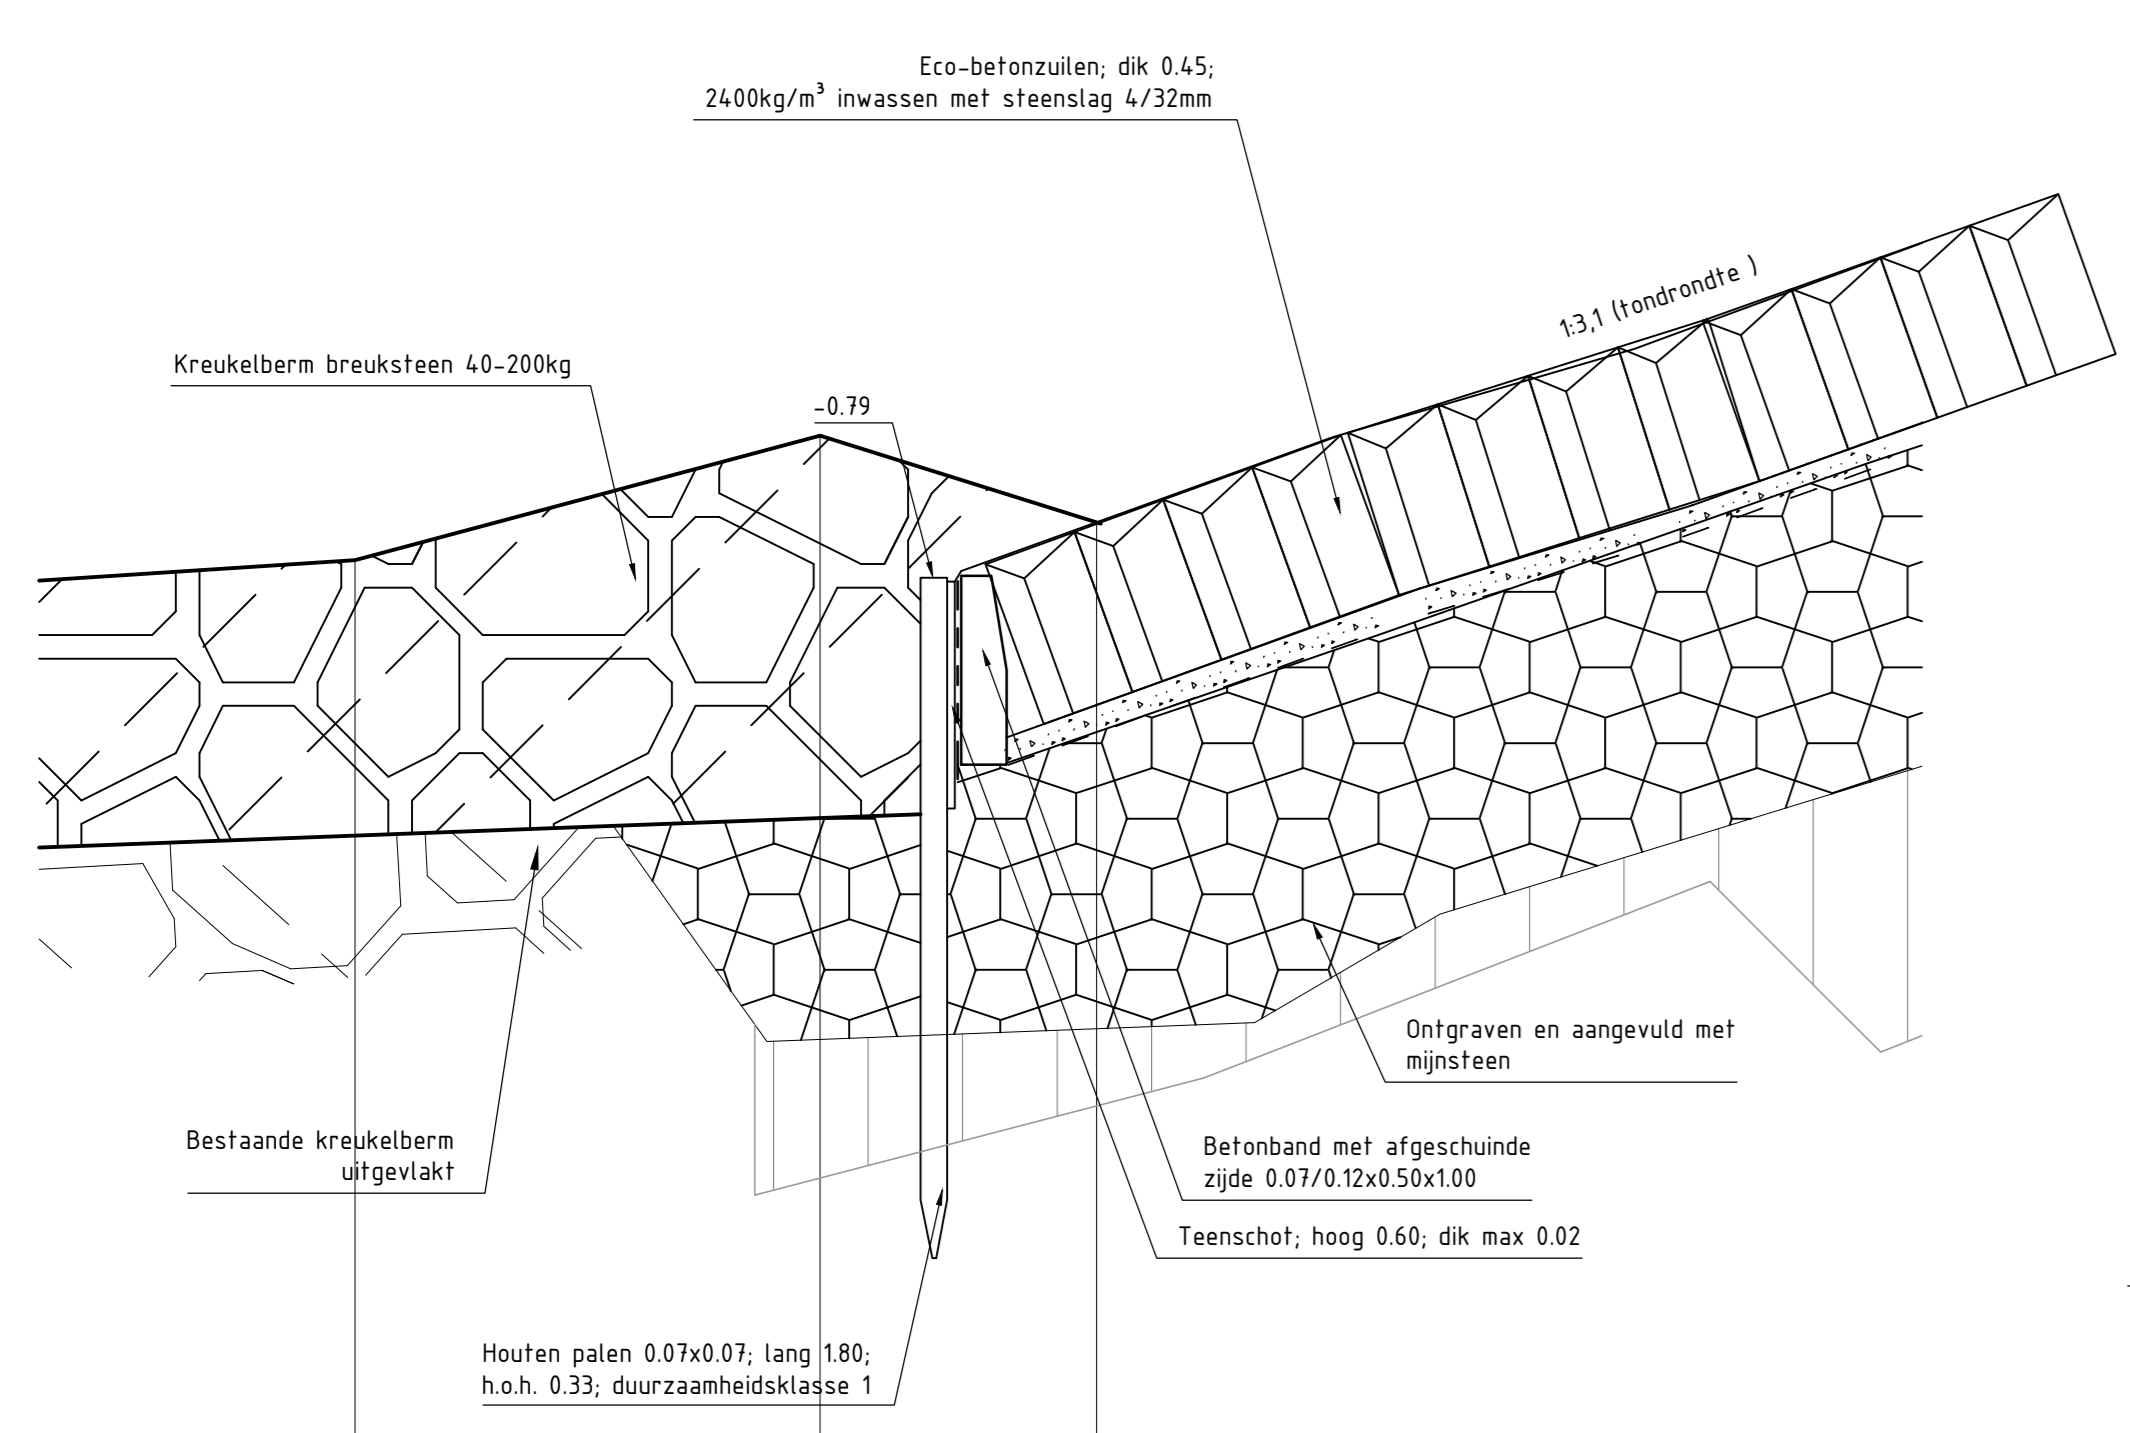 Eco-betonzuilen; dik 0.45;
2400kg/m³ inwassen met steenslag 4/32mm
1:3,1 (tondrondte )
Kreukelberm breuksteen 40-200kg
-0.79
Ontgraven en aangevuld met
mijnsteen
Bestaande kreukelberm
uitgevlakt
Betonband met afgeschuinde
zijde 0.07/0.12x0.50x1.00
Teenschot; hoog 0.60; dik max 0.02
Houten palen 0.07x0.07; lang 1.80;
h.o.h. 0.33; duurzaamheidsklasse 1